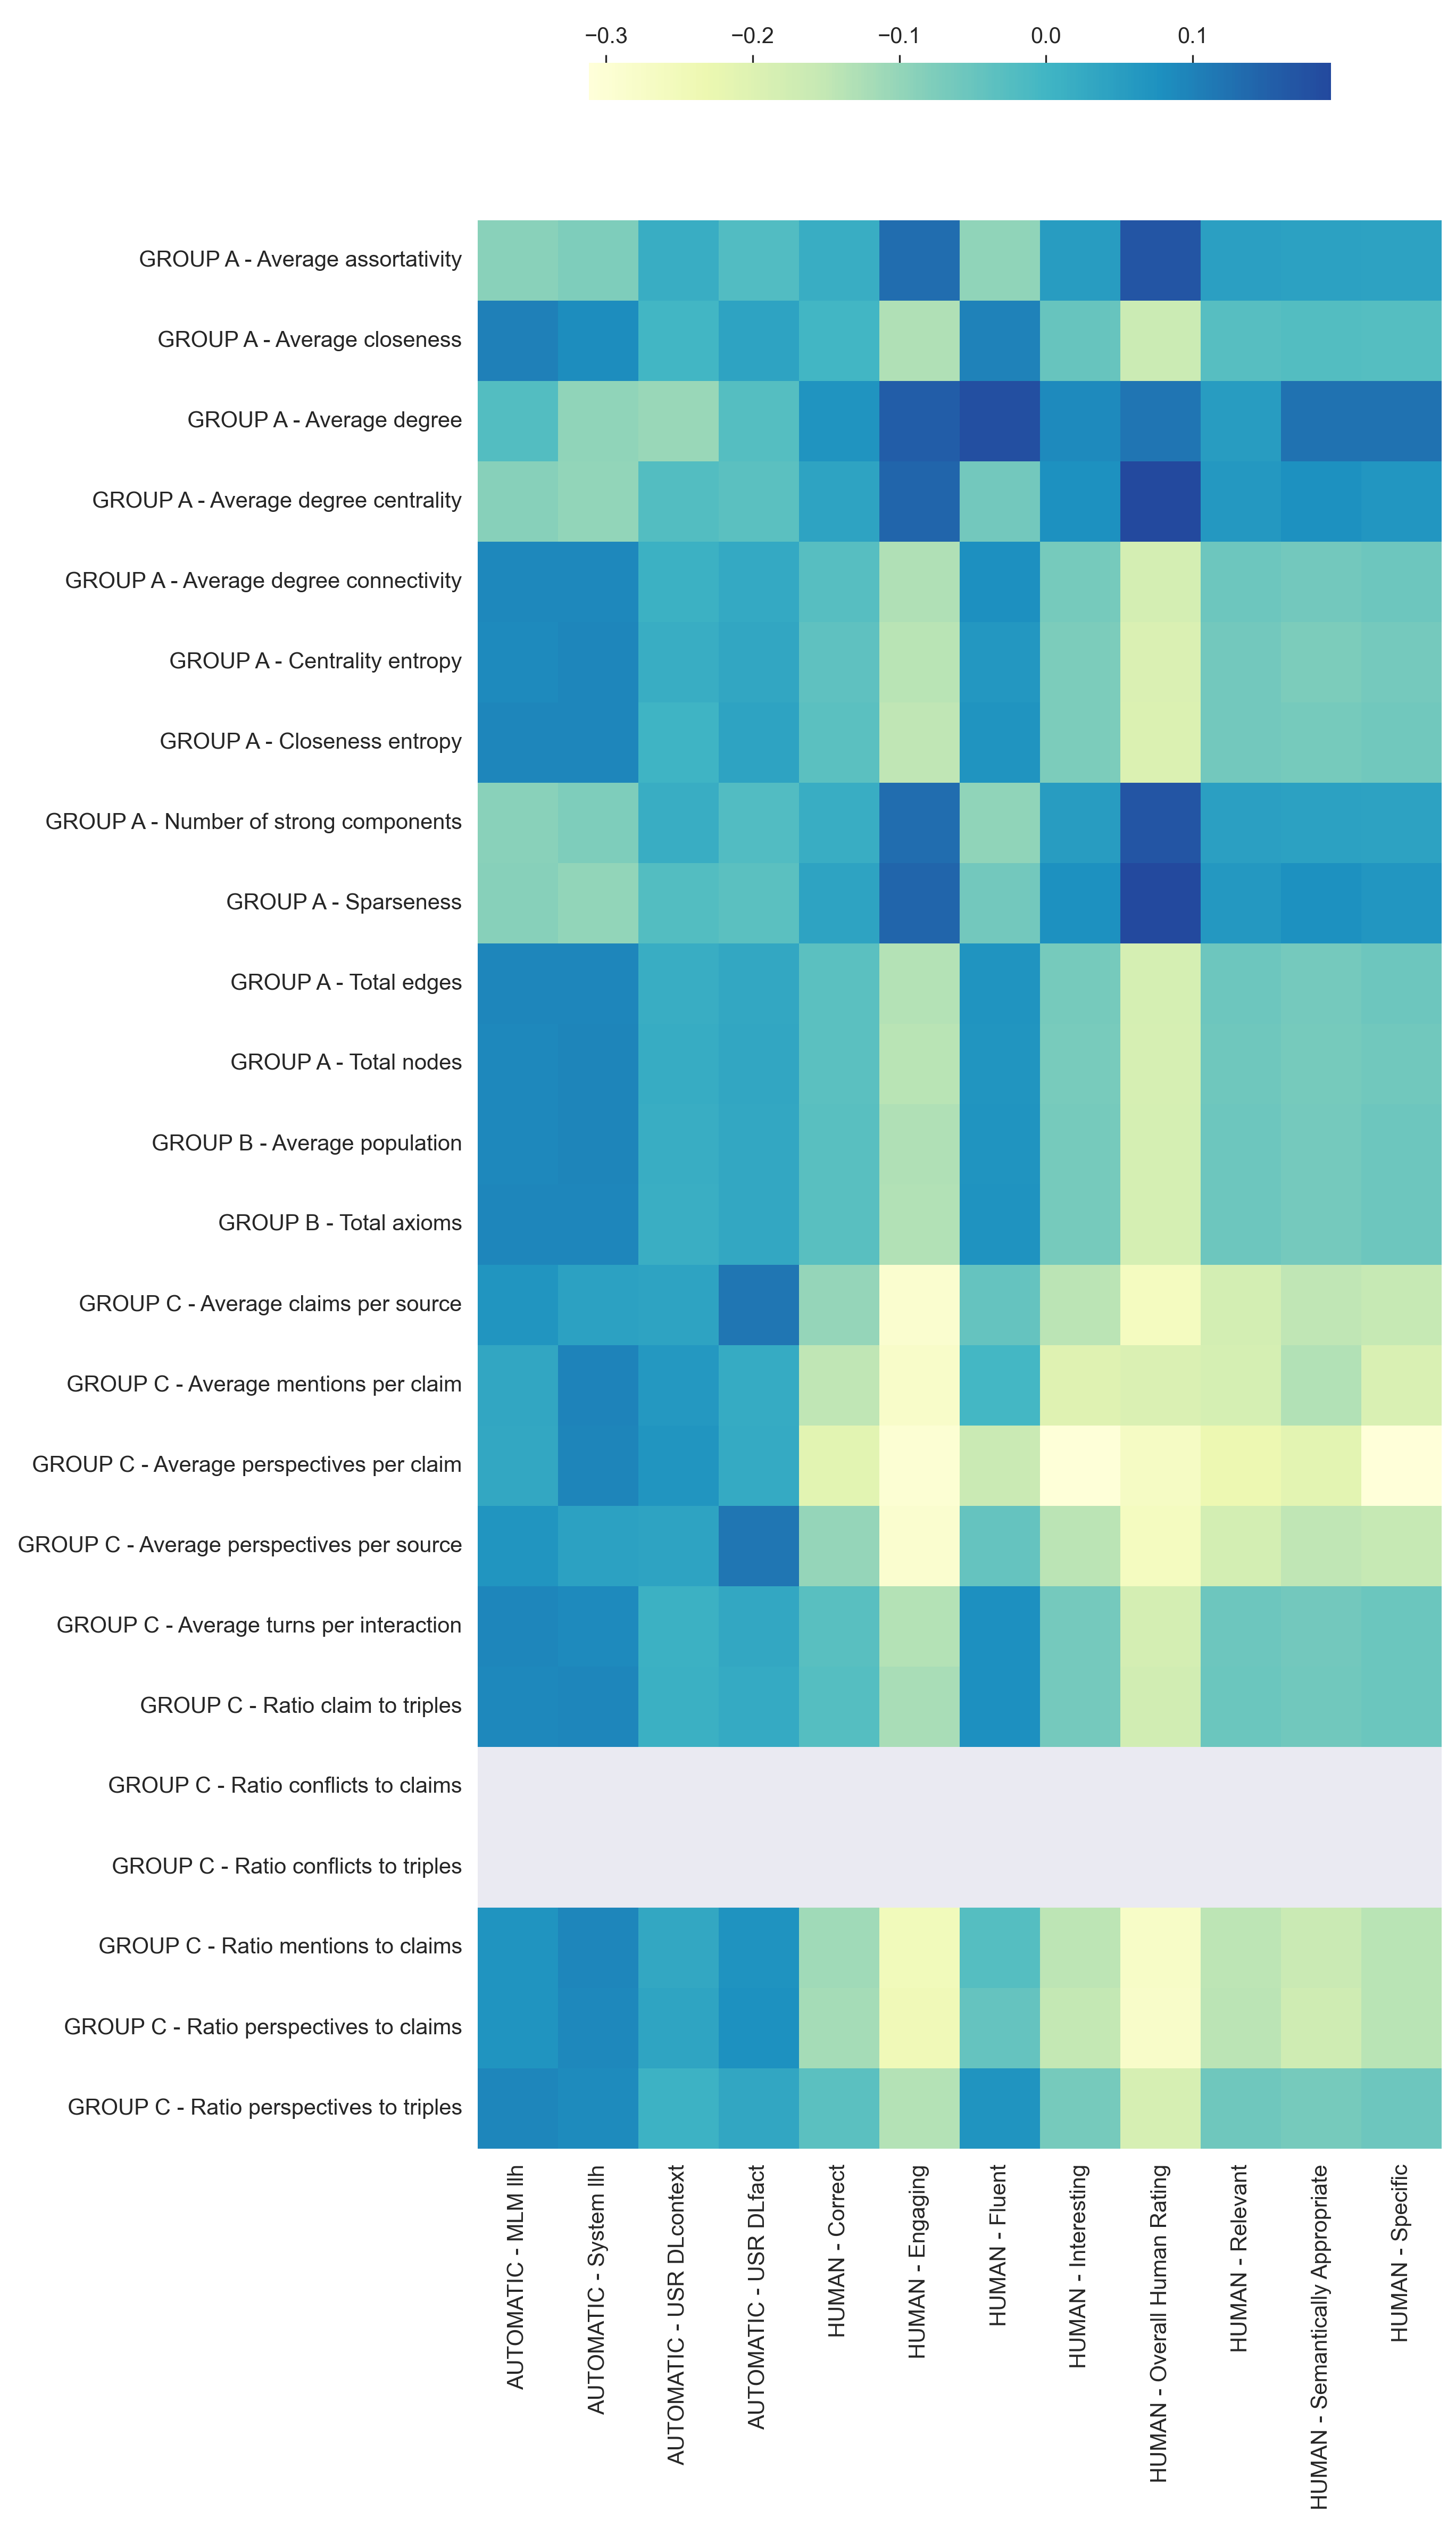 −0.3 −0.2 −0.1 0.0 0.1
GROUP A - Average assortativity
GROUP A - Average closeness
GROUP A - Average degree
GROUP A - Average degree centrality
GROUP A - Average degree connectivity
GROUP A - Centrality entropy
GROUP A - Closeness entropy
GROUP A - Number of strong components
GROUP A - Sparseness
GROUP A - Total edges
GROUP A - Total nodes
GROUP B - Average population
GROUP B - Total axioms
GROUP C - Average claims per source
GROUP C - Average mentions per claim
GROUP C - Average perspectives per claim
GROUP C - Average perspectives per source
GROUP C - Average turns per interaction
GROUP C - Ratio claim to triples
GROUP C - Ratio conflicts to claims
GROUP C - Ratio conflicts to triples
GROUP C - Ratio mentions to claims
GROUP C - Ratio perspectives to claims
GROUP C - Ratio perspectives to triples
AUTOMATIC - MLM llh
AUTOMATIC - System llh
AUTOMATIC - USR DLcontext
AUTOMATIC - USR DLfact
HUMAN - Correct
HUMAN - Engaging
HUMAN - Fluent
HUMAN - Interesting
HUMAN - Overall Human Rating
HUMAN - Relevant
HUMAN - Semantically Appropriate
HUMAN - Specific